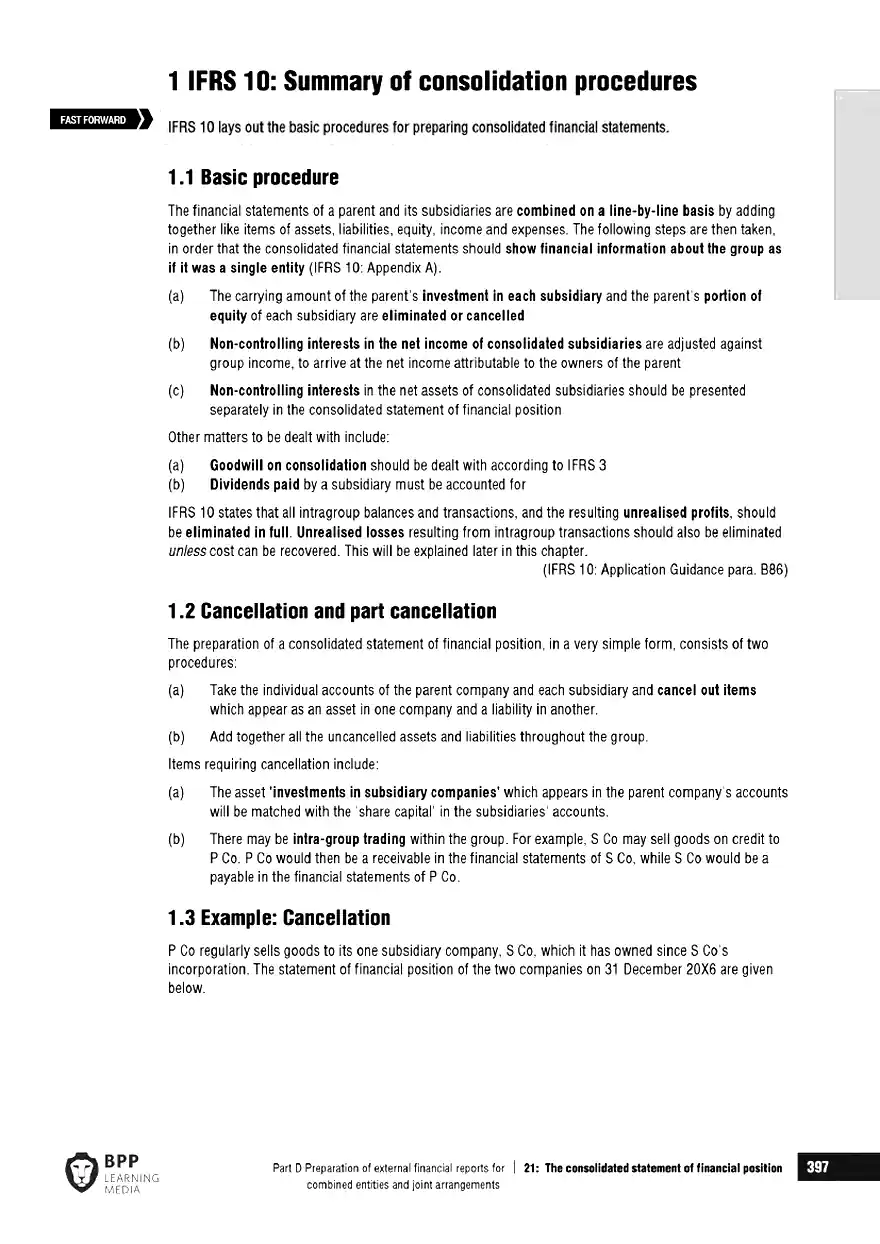 1 IFRS 10: Summary of consolidation procedures
FAST FORWARD
IFRS 10 lays out the basic procedures for preparing consolidated financial statements.
1.1 Basic procedure
The financial statements of a parent and its subsidiaries are combined on a line-by-line basis by adding
together like items of assets, liabilities, equity, income and expenses. The following steps are then taken,
in order that the consolidated financial statements should show financial information about the group as
if it was a single entity (IFRS 10: Appendix A).
(a) The carrying amount of the parent's investment in each subsidiary and the parent's portion of
equity of each subsidiary are eliminated or cancelled
(b) Non-controlling interests in the net income of consolidated subsidiaries are adjusted against
group income, to arrive at the net income attributable to the owners of the parent
(c) Non-controlling interests in the net assets of consolidated subsidiaries should be presented
separately in the consolidated statement of financial position
Other matters to be dealt with include:
(a) Goodwill on consolidation should be dealt with according to IFRS 3
(b) Dividends paid by a subsidiary must be accounted for
IFRS 10 states that all intragroup balances and transactions, and the resulting unrealised profits, should
be eliminated in full. Unrealised losses resulting from intragroup transactions should also be eliminated
unless cost can be recovered. This will be explained later in this chapter.
(IFRS 10: Application Guidance para. B86)
1.2 Cancellation and part cancellation
The preparation of a consolidated statement of financial position, in a very simple form, consists of two
procedures:
(a) Take the individual accounts of the parent company and each subsidiary and cancel out items
which appear as an asset in one company and a liability in another.
(b) Add together all the uncancelled assets and liabilities throughout the group.
Items requiring cancellation include:
(a) The asset 'investments in subsidiary companies' which appears in the parent company's accounts
will be matched with the 'share capital' in the subsidiaries' accounts.
(b) There may be intra-group trading within the group. For example, S Co may sell goods on credit to
P Co. P Co would then be a receivable in the financial statements of S Co, while S Co would be a
payable in the financial statements of P Co.
1.3 Example: Cancellation
P Co regularly sells goods to its one subsidiary company, S Co, which it has owned since S Co's
incorporation. The statement of financial position of the two companies on 31 December 20X6 are given
below.
BPP
LEARNING
MEDIA
Part D Preparation of external financial reports for | 21: The consolidated statement of financial position 397
combined entities and joint arrangements